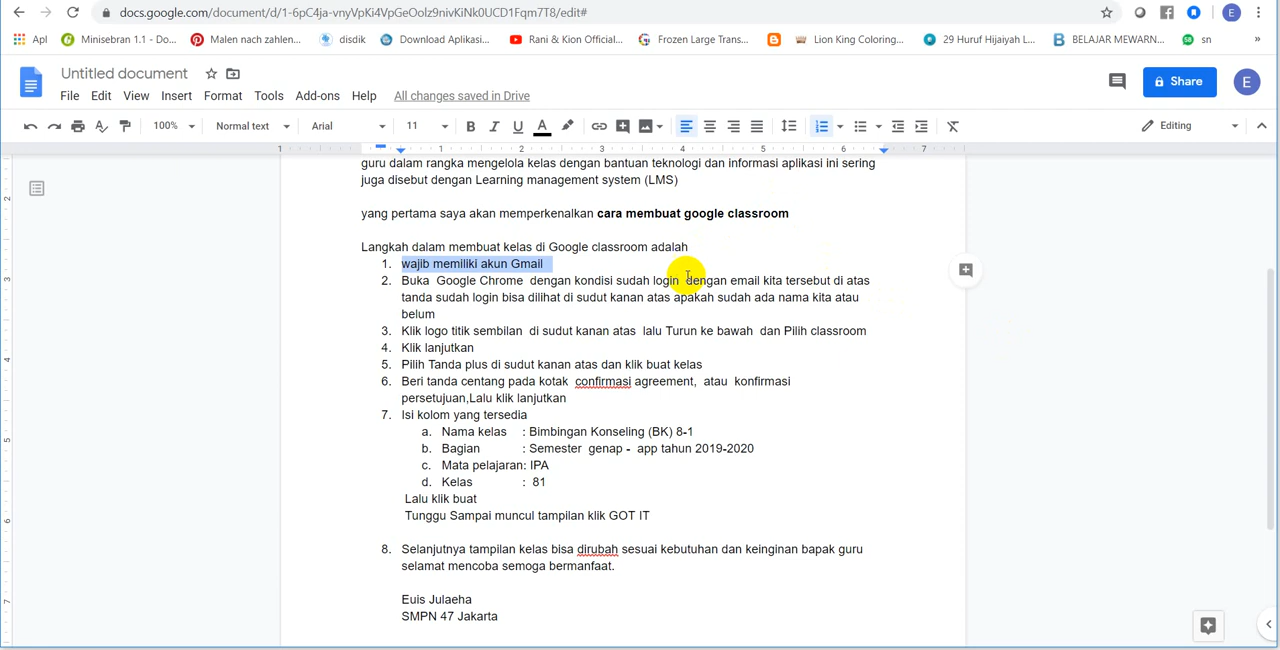 docs.google.com/document/d/1-6pC4ja-vnyVpKi4VpGeOolz9nivKiNk0UCD1Fqm7T8/edit#
E
Apl
Minisebran 1.1 - Do...
Malen nach zahlen...
disdik
Download Aplikasi...
Rani & Kion Official...
Frozen Large Trans...
Lion King Coloring...
29 Huruf Hijaiyah L...
BELAJAR MEWARN...
sn
»
Untitled document
File Edit View Insert Format Tools Add-ons Help All changes saved in Drive
Share
E
100% Normal text Arial 11 B I U A Editing
1 1 2 3 4 5 6 7
guru dalam rangka mengelola kelas dengan bantuan teknologi dan informasi aplikasi ini sering
juga disebut dengan Learning management system (LMS)
yang pertama saya akan memperkenalkan cara membuat google classroom
Langkah dalam membuat kelas di Google classroom adalah
1. wajib memiliki akun Gmail
2. Buka Google Chrome dengan kondisi sudah login dengan email kita tersebut di atas
tanda sudah login bisa dilihat di sudut kanan atas apakah sudah ada nama kita atau
belum
3. Klik logo titik sembilan di sudut kanan atas lalu Turun ke bawah dan Pilih classroom
4. Klik lanjutkan
5. Pilih Tanda plus di sudut kanan atas dan klik buat kelas
6. Beri tanda centang pada kotak confirmasi agreement, atau konfirmasi
persetujuan,Lalu klik lanjutkan
7. Isi kolom yang tersedia
a. Nama kelas : Bimbingan Konseling (BK) 8-1
b. Bagian : Semester genap - app tahun 2019-2020
c. Mata pelajaran: IPA
d. Kelas : 81
Lalu klik buat
Tunggu Sampai muncul tampilan klik GOT IT
8. Selanjutnya tampilan kelas bisa dirubah sesuai kebutuhan dan keinginan bapak guru
selamat mencoba semoga bermanfaat.
Euis Julaeha
SMPN 47 Jakarta